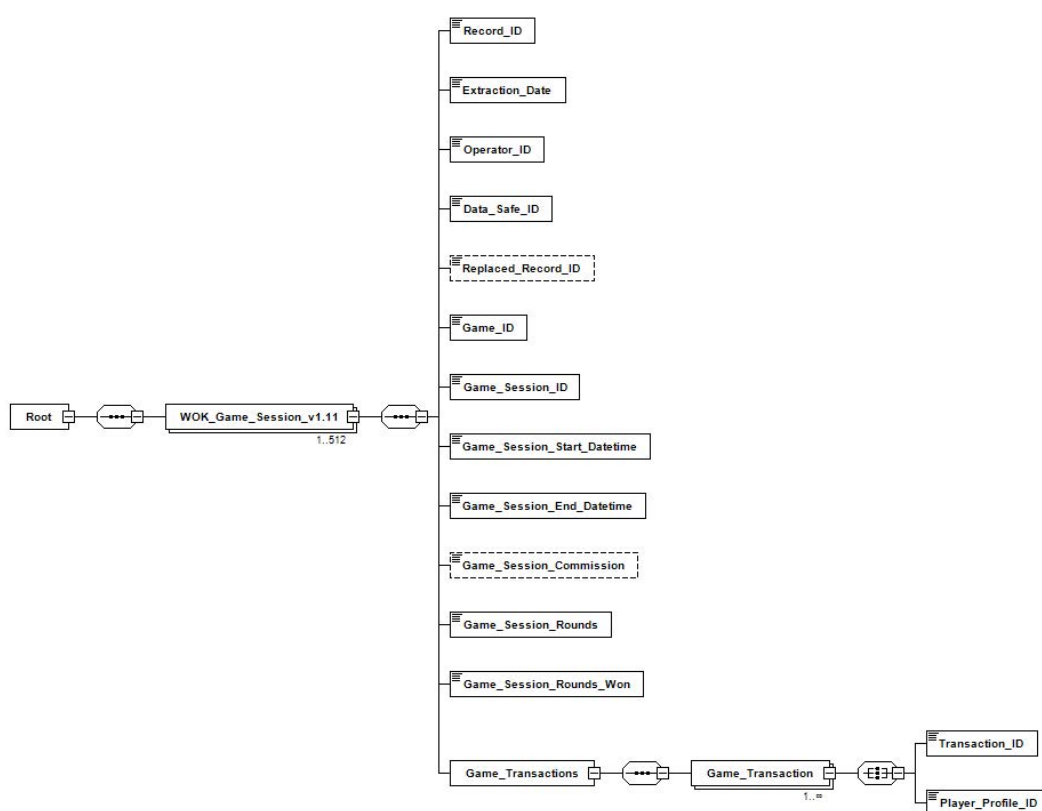 Record_ID
Extraction_Date
Operator_ID
Data_Safe_ID
Replaced_Record_ID
Game_ID
Game_Session_ID
Root
WOK_Game_Session_v1.11
1..512
Game_Session_Start_Datetime
Game_Session_End_Datetime
Game_Session_Commission
Game_Session_Rounds
Game_Session_Rounds_Won
Transaction_ID
Game_Transactions
Game_Transaction
1..∞
Player_Profile_ID